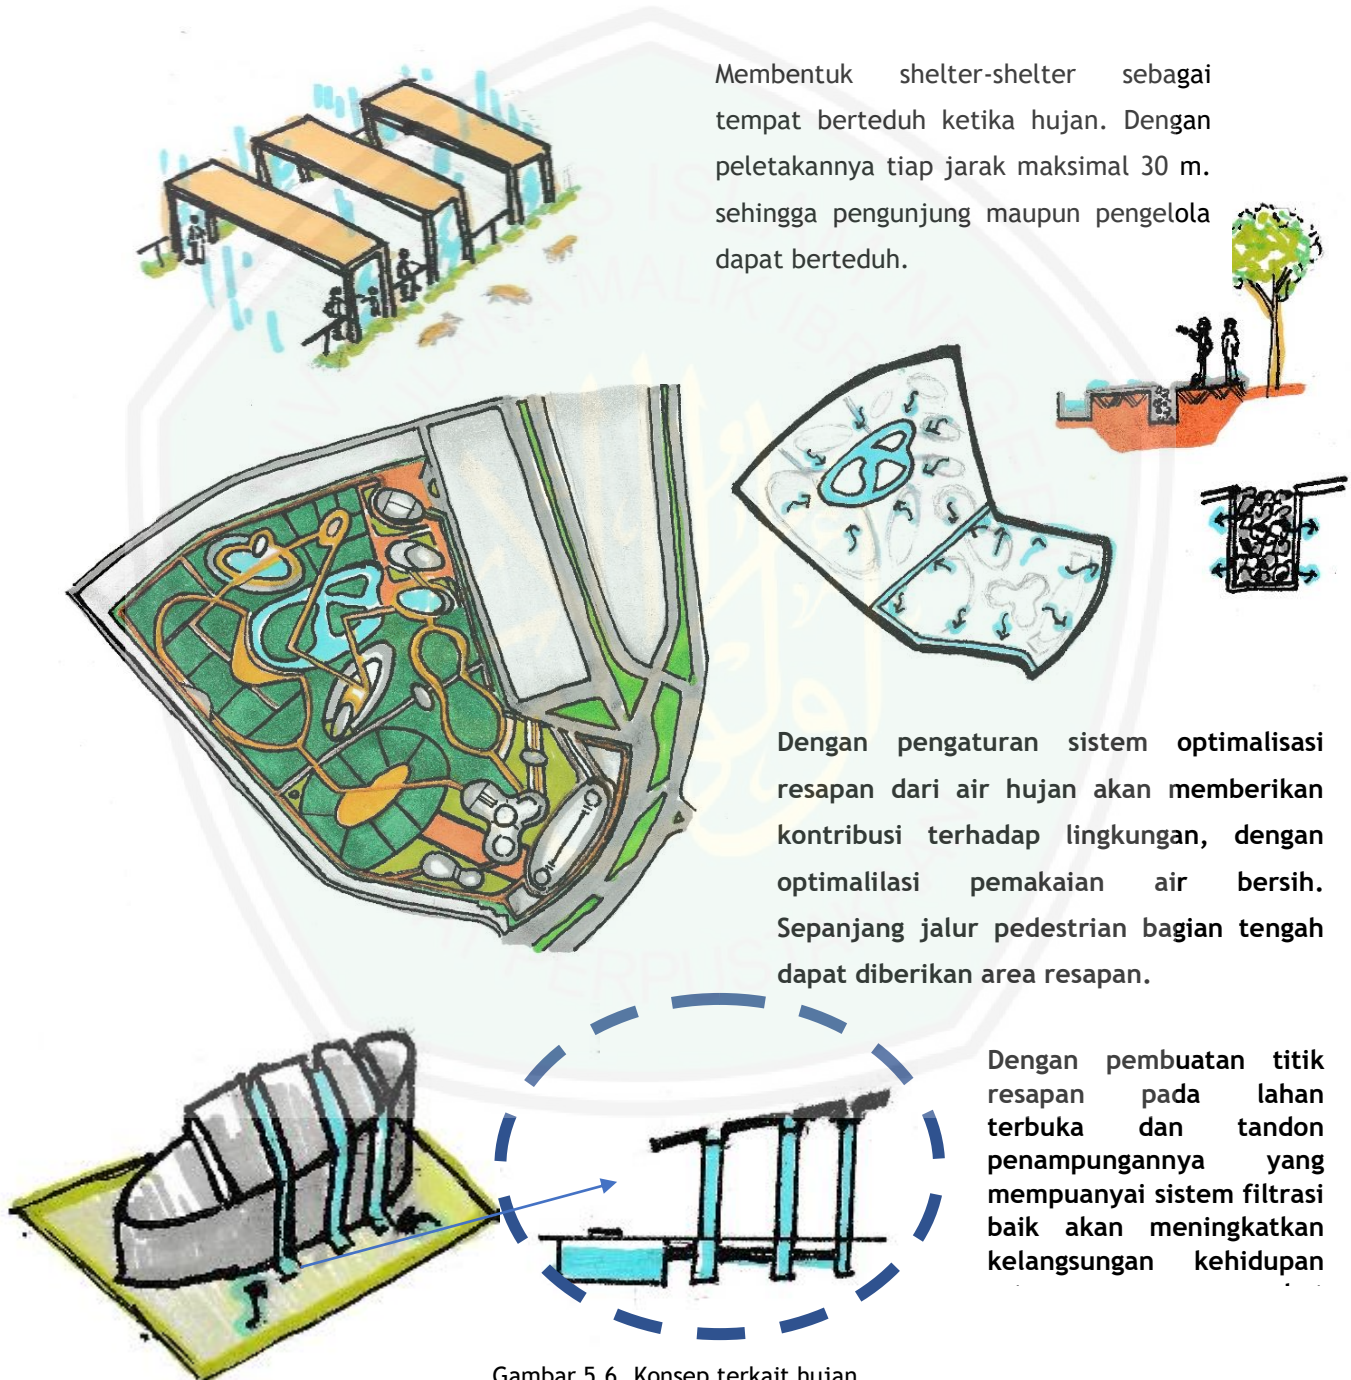 Membentuk shelter-shelter sebagai
tempat berteduh ketika hujan. Dengan
peletakannya tiap jarak maksimal 30 m.
sehingga pengunjung maupun pengelola
dapat berteduh.
Dengan pengaturan sistem optimalisasi
resapan dari air hujan akan memberikan
kontribusi terhadap lingkungan, dengan
optimalilasi pemakaian air bersih.
Sepanjang jalur pedestrian bagian tengah
dapat diberikan area resapan.
Dengan pembuatan titik
resapan pada lahan
terbuka dan tandon
penampungannya yang
mempuanyai sistem filtrasi
baik akan meningkatkan
kelangsungan kehidupan
Gambar 5.6. Konsep terkait hujan